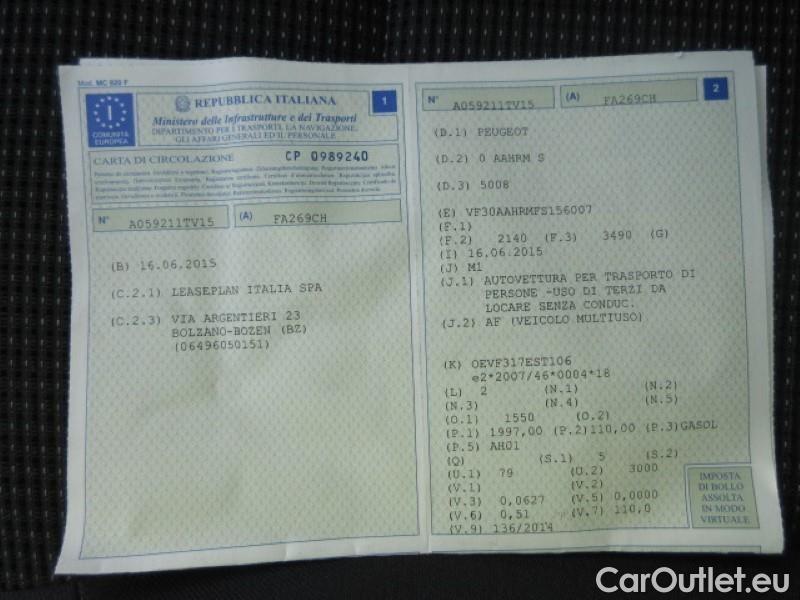 Mod. MC 820 F
I
COMUNITÀ
EUROPEA
REPUBBLICA ITALIANA
1
Ministero delle Infrastrutture e dei Trasporti
DIPARTIMENTO PER I TRASPORTI, LA NAVIGAZIONE,
GLI AFFARI GENERALI ED IL PERSONALE
CARTA DI CIRCOLAZIONE CP 0989240
N° A059211TV15 (A) FA269CH
(B) 16.06.2015
(C.2.1) LEASEPLAN ITALIA SPA
(C.2.3) VIA ARGENTIERI 23
BOLZANO-BOZEN (BZ)
(06496050151)
N° A059211TV15 (A) FA269CH
2
(D.1) PEUGEOT
(D.2) 0 AAHRM S
(D.3) 5008
(E) VF30AAHRMFS156007
(F.1)
(F.2) 2140 (F.3) 3490 (G)
(I) 16.06.2015
(J) M1
(J.1) AUTOVETTURA PER TRASPORTO DI
PERSONE -USO DI TERZI DA
LOCARE SENZA CONDUC.
(J.2) AF (VEICOLO MULTIUSO)
(K) OEVF317EST106
e2*2007/46*0004*18
(L) 2 (N.1) (N.2)
(N.3) (N.4) (N.5)
(O.1) 1550 (O.2)
(P.1) 1997,00 (P.2)110,00 (P.3)GASOL
(P.5) AH01
(Q) (S.1) 5 (S.2)
(U.1) 79 (U.2) 3000
(V.1) (V.2)
(V.3) 0,0627 (V.5) 0,0000
(V.6) 0,51 (V.7) 110,0
(V.9) 136/2014
IMPOSTA
DI BOLLO
ASSOLTA
IN MODO
VIRTUALE
CarOutlet.eu